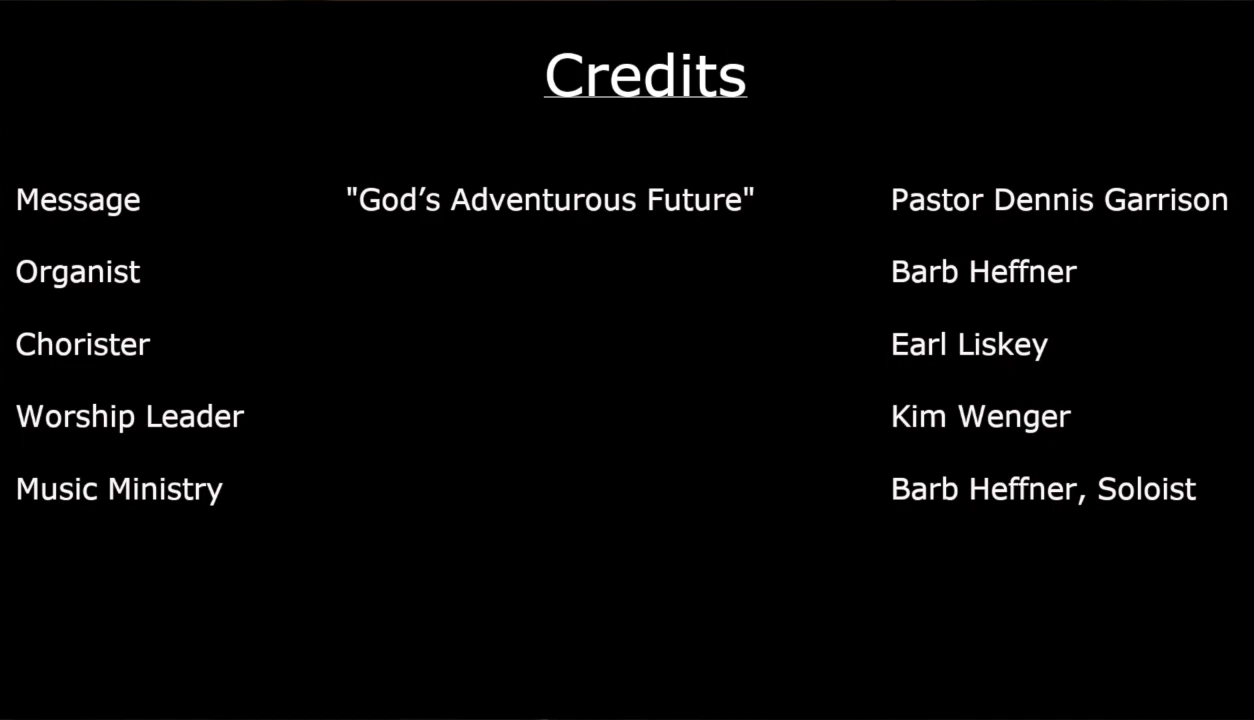 Credits
Message "God’s Adventurous Future" Pastor Dennis Garrison
Organist Barb Heffner
Chorister Earl Liskey
Worship Leader Kim Wenger
Music Ministry Barb Heffner, Soloist